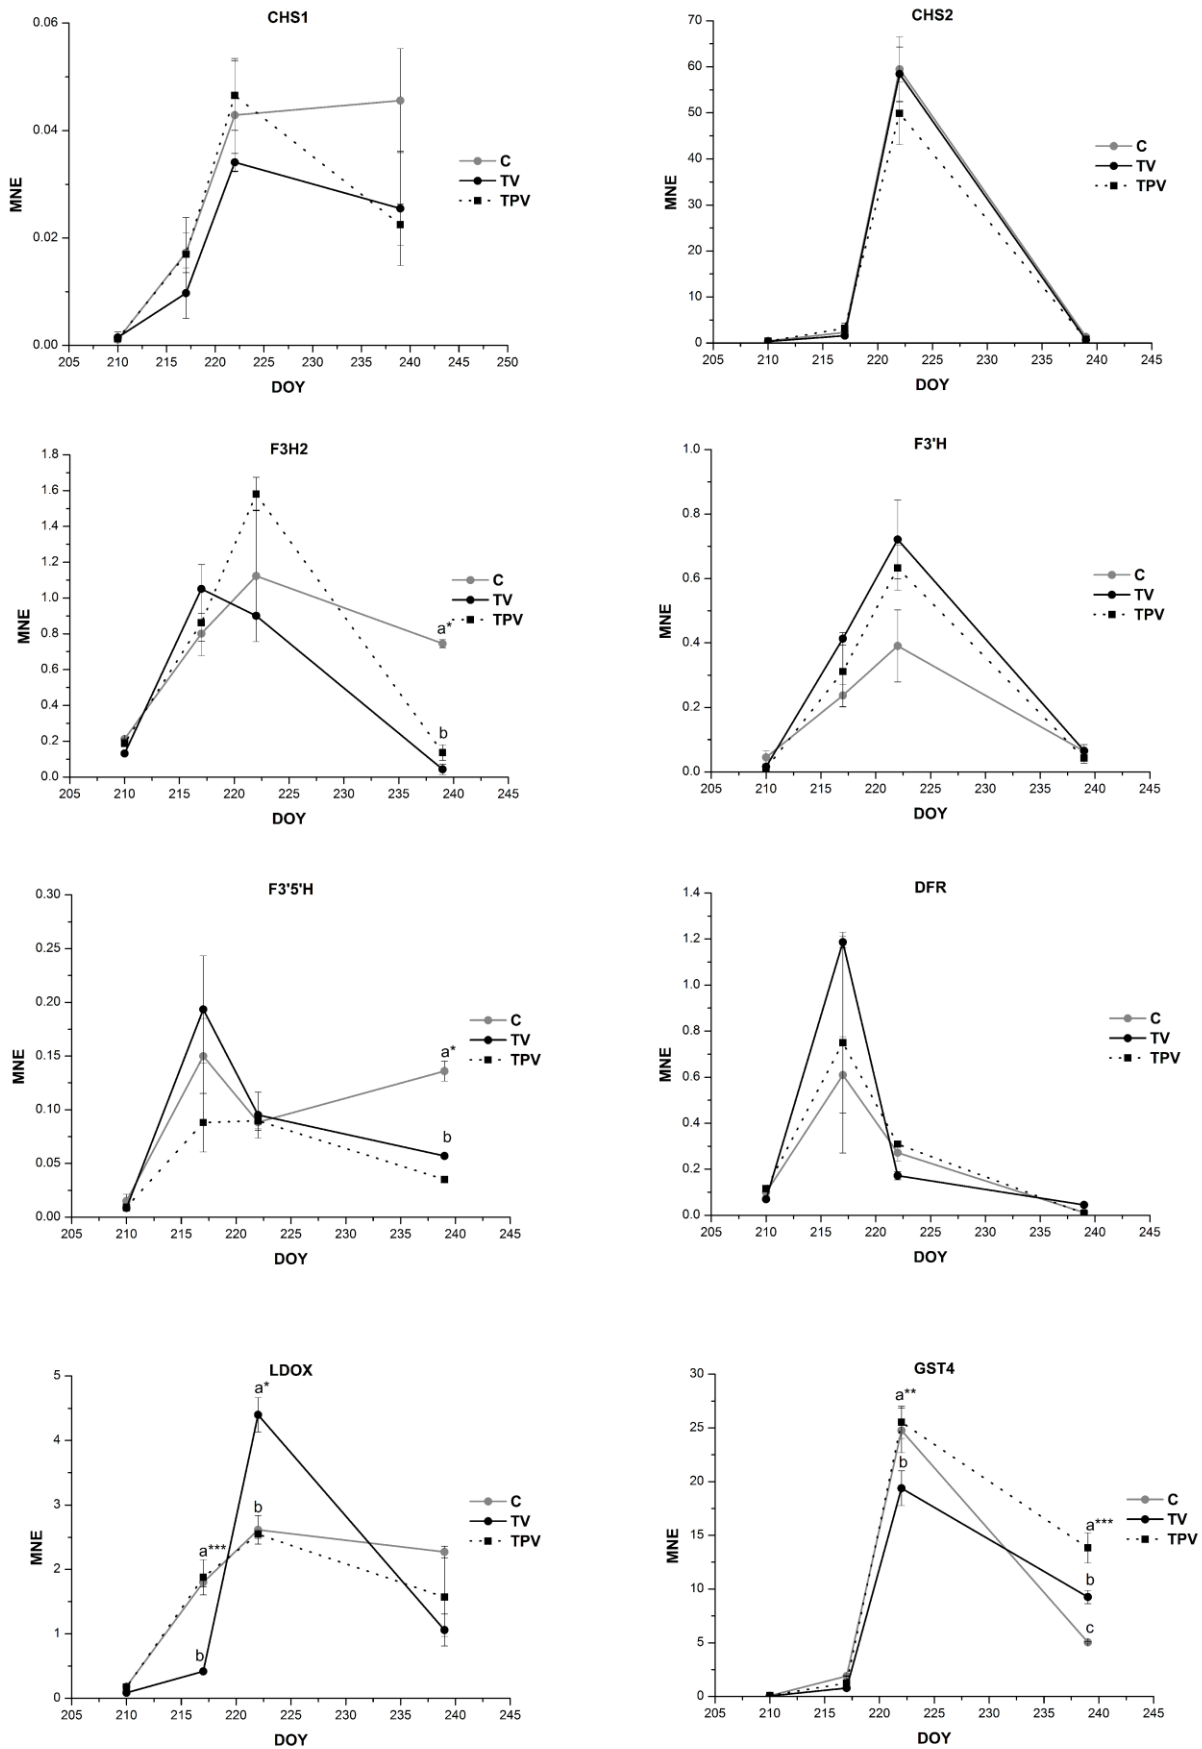 CHS1
0.06
0.04
0.02
0.00
MNE
205 210 215 220 225 230 235 240 245 250
DOY
C
TV
TPV
CHS2
70
60
50
40
30
20
10
0
MNE
205 210 215 220 225 230 235 240 245
DOY
C
TV
TPV
F3H2
1.8
1.6
1.4
1.2
1.0
0.8
0.6
0.4
0.2
0.0
MNE
205 210 215 220 225 230 235 240 245
DOY
a*
b
C
TV
TPV
F3'H
1.0
0.8
0.6
0.4
0.2
0.0
MNE
205 210 215 220 225 230 235 240 245
DOY
C
TV
TPV
F3'5'H
0.30
0.25
0.20
0.15
0.10
0.05
0.00
MNE
205 210 215 220 225 230 235 240 245
DOY
a*
b
C
TV
TPV
DFR
1.4
1.2
1.0
0.8
0.6
0.4
0.2
0.0
MNE
205 210 215 220 225 230 235 240 245
DOY
C
TV
TPV
LDOX
5
4
3
2
1
0
MNE
205 210 215 220 225 230 235 240 245
DOY
a*
b
a***
b
C
TV
TPV
GST4
30
25
20
15
10
5
0
MNE
205 210 215 220 225 230 235 240 245
DOY
a**
b
a***
b
c
C
TV
TPV